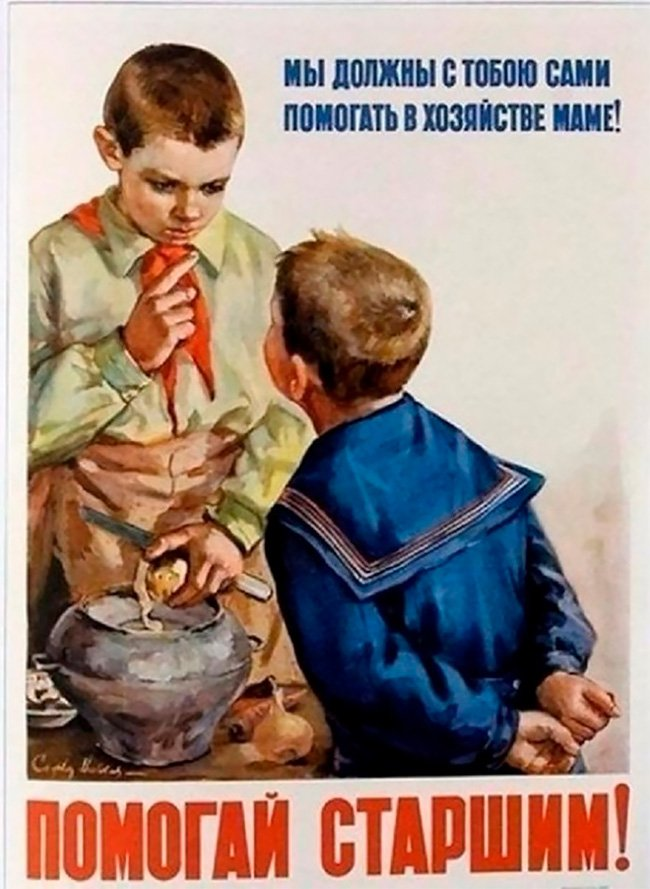 МЫ ДОЛЖНЫ С ТОБОЮ САМИ
ПОМОГАТЬ В ХОЗЯЙСТВЕ МАМЕ!
ПОМОГАЙ СТАРШИМ!